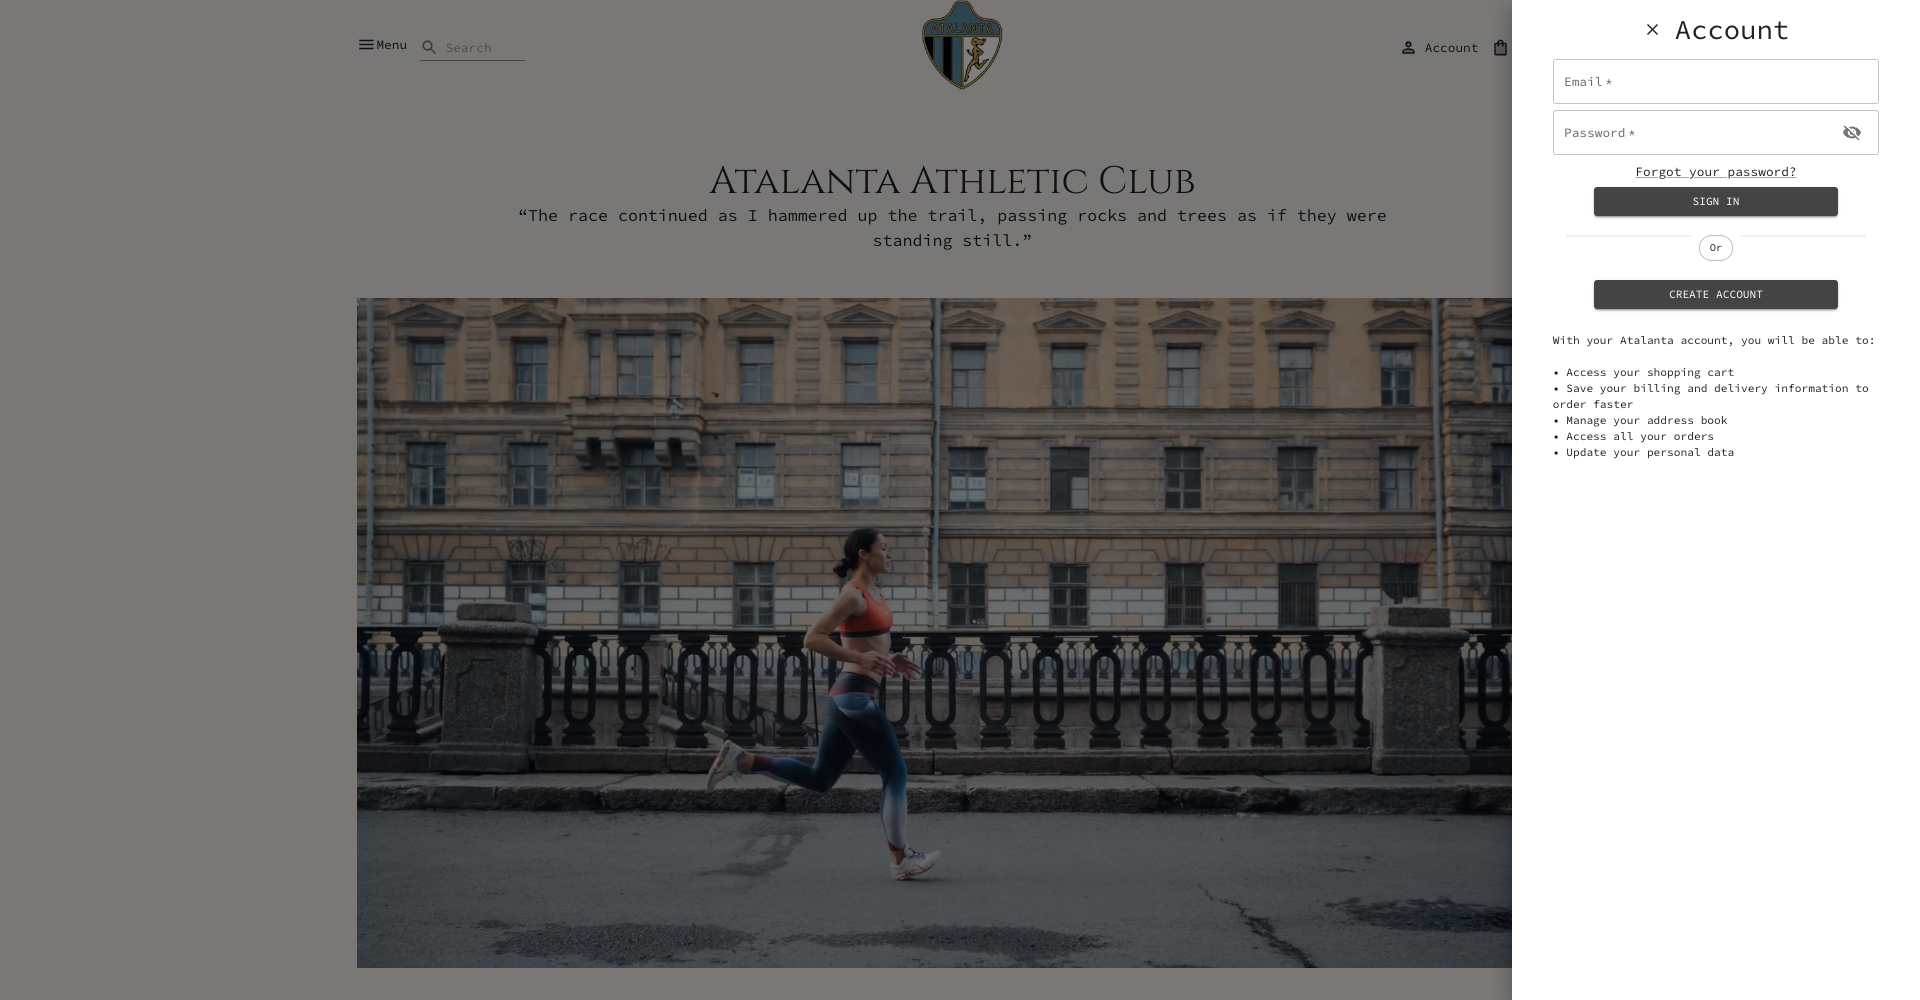 Menu
Search
ATALANTA
Account
Atalanta Athletic Club
“The race continued as I hammered up the trail, passing rocks and trees as if they were
standing still.”
Account
Email *
Password *
Forgot your password?
SIGN IN
Or
CREATE ACCOUNT
With your Atalanta account, you will be able to:
• Access your shopping cart
• Save your billing and delivery information to
order faster
• Manage your address book
• Access all your orders
• Update your personal data